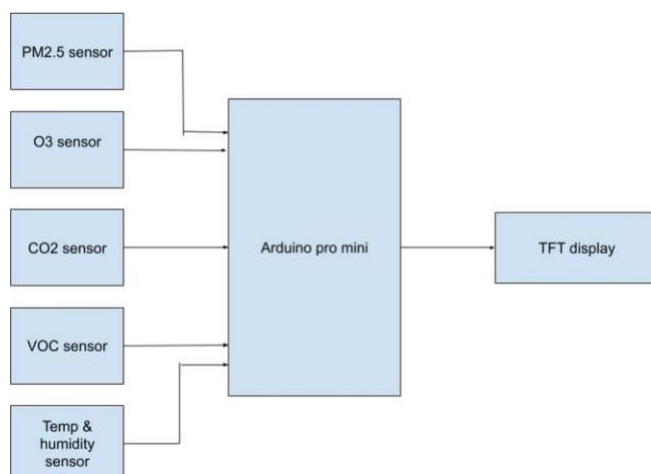 PM2.5 sensor
O3 sensor
CO2 sensor
Arduino pro mini
TFT display
VOC sensor
Temp &
humidity
sensor